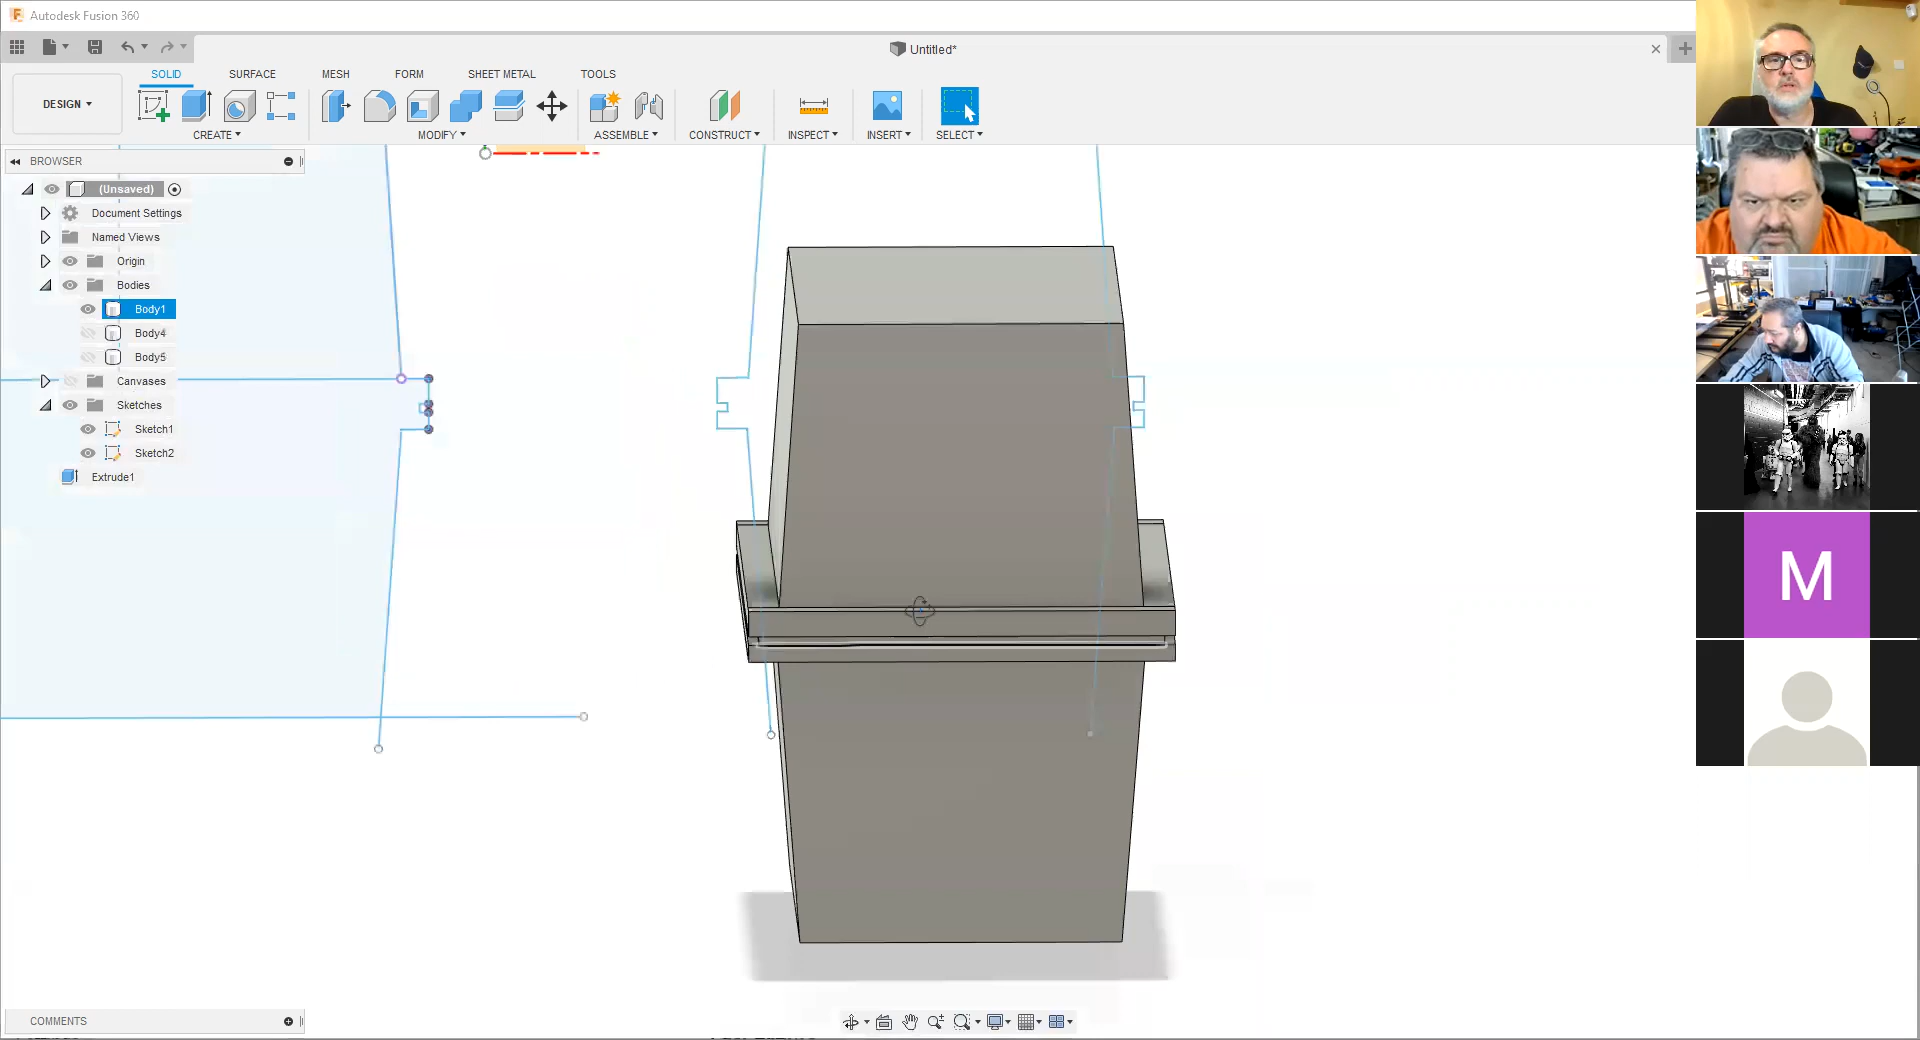 Autodesk Fusion 360
Untitled*
DESIGN
SOLID
SURFACE
MESH
FORM
SHEET METAL
TOOLS
CREATE
MODIFY
ASSEMBLE
CONSTRUCT
INSPECT
INSERT
SELECT
BROWSER
(Unsaved)
Document Settings
Named Views
Origin
Bodies
Body1
Body4
Body5
Canvases
Sketches
Sketch1
Sketch2
Extrude1
M
COMMENTS